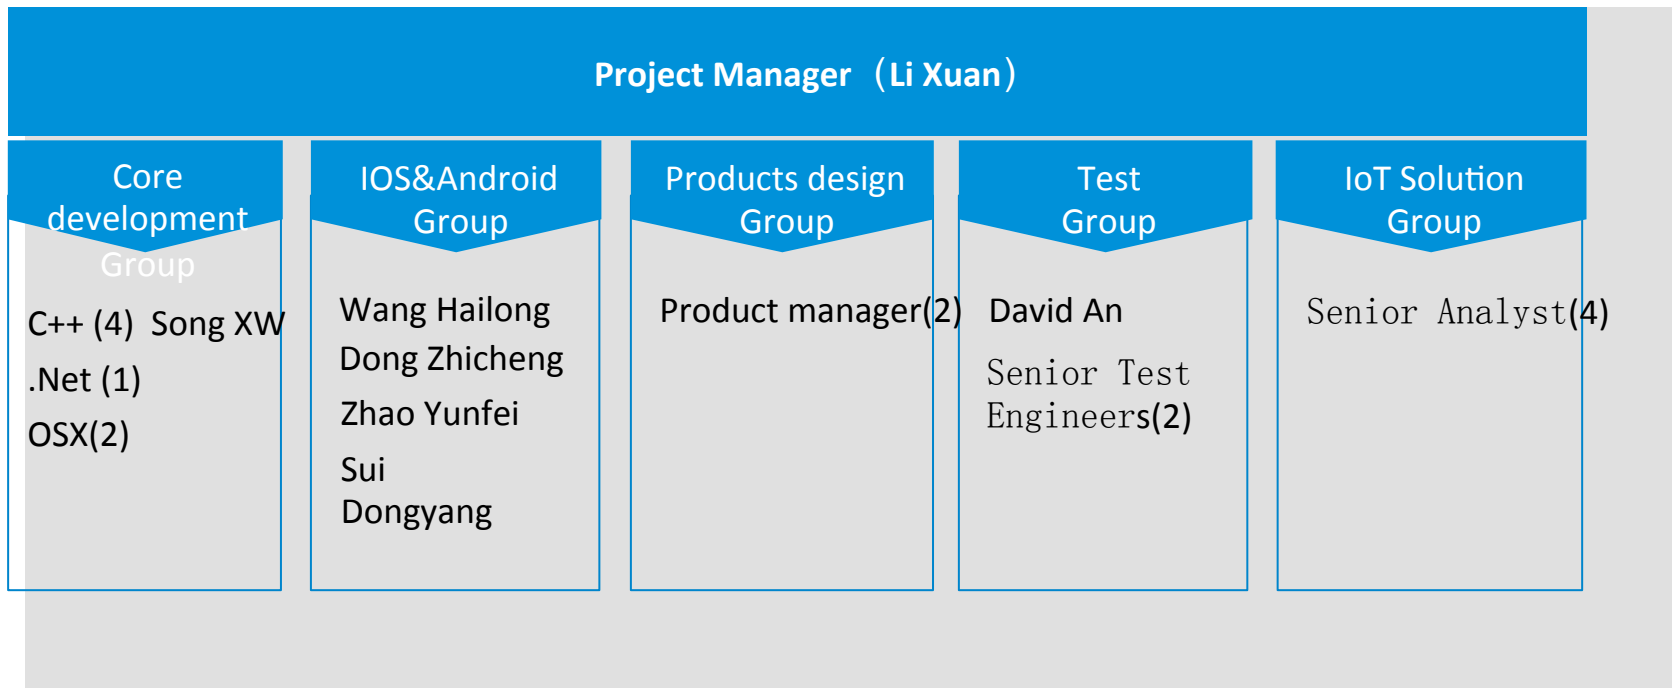 Project Manager（Li Xuan）
Core
development
Group
C++ (4)  Song XW
.Net (1)
OSX(2)
IOS&Android
Group
Wang Hailong
Dong Zhicheng
Zhao Yunfei
Sui
Dongyang
Products design
Group
Product manager(2)
Test
Group
David An
Senior Test
Engineers(2)
IoT Solution
Group
Senior Analyst(4)